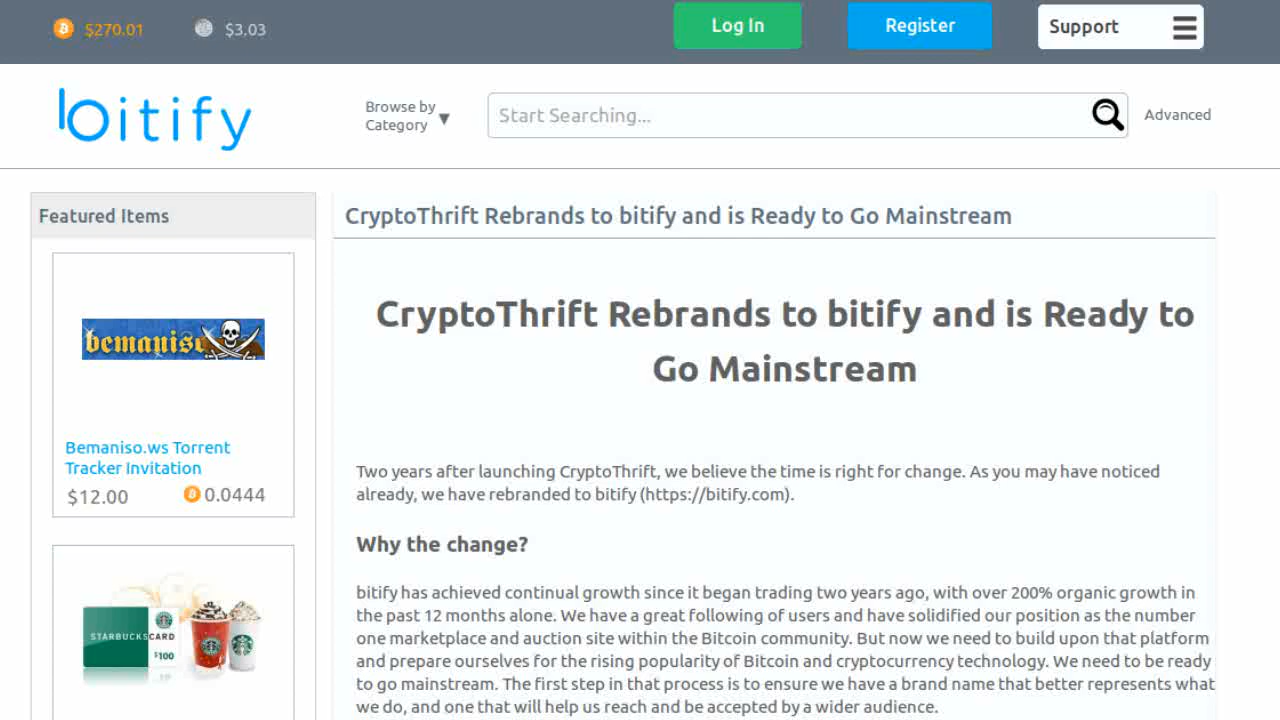 $270.01 $3.03 Log In Register Support
bitify
Browse by
Category ▼
Start Searching...
Advanced
Featured Items
bemaniso
Bemaniso.ws Torrent
Tracker Invitation
$12.00 0.0444
STARBUCKS CARD
$100
CryptoThrift Rebrands to bitify and is Ready to Go Mainstream
CryptoThrift Rebrands to bitify and is Ready to
Go Mainstream
Two years after launching CryptoThrift, we believe the time is right for change. As you may have noticed
already, we have rebranded to bitify (https://bitify.com).
Why the change?
bitify has achieved continual growth since it began trading two years ago, with over 200% organic growth in
the past 12 months alone. We have a great following of users and have solidified our position as the number
one marketplace and auction site within the Bitcoin community. But now we need to build upon that platform
and prepare ourselves for the rising popularity of Bitcoin and cryptocurrency technology. We need to be ready
to go mainstream. The first step in that process is to ensure we have a brand name that better represents what
we do, and one that will help us reach and be accepted by a wider audience.